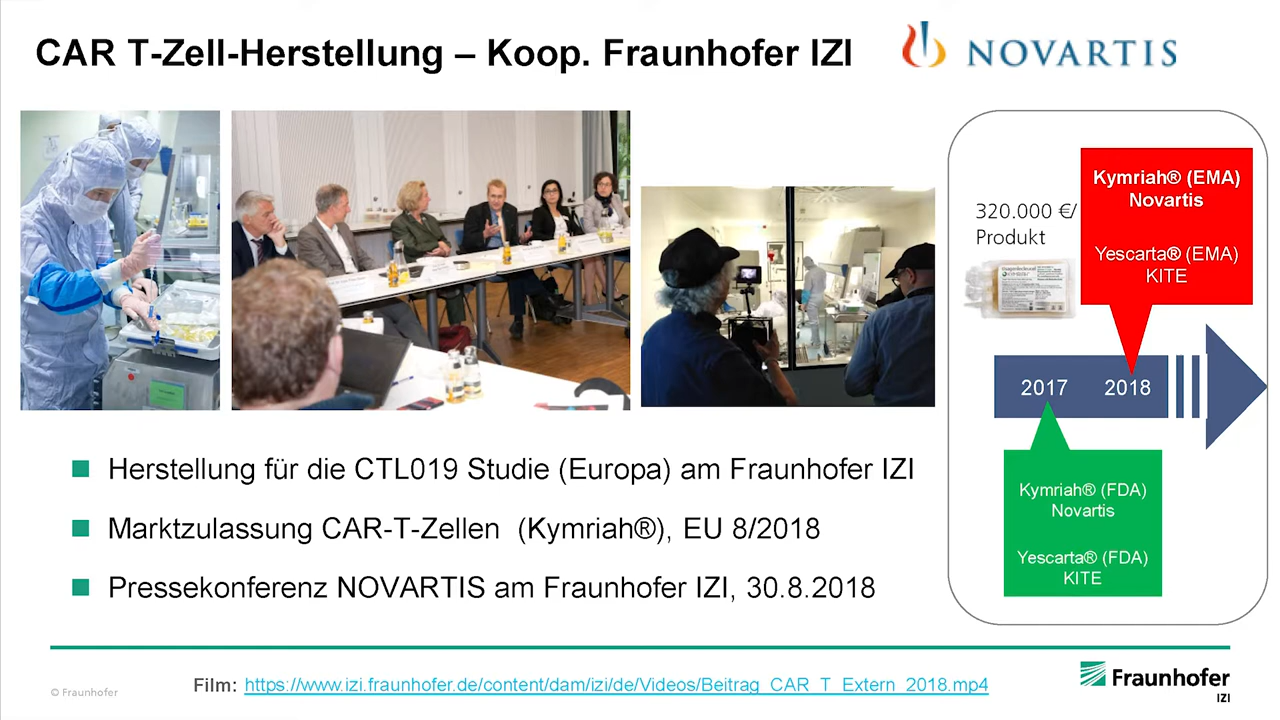 CAR T-Zell-Herstellung – Koop. Fraunhofer IZI
NOVARTIS
320.000 €/
Produkt
Kymriah® (EMA)
Novartis
Yescarta® (EMA)
KITE
2017
2018
Kymriah® (FDA)
Novartis
Yescarta® (FDA)
KITE
Herstellung für die CTL019 Studie (Europa) am Fraunhofer IZI
Marktzulassung CAR-T-Zellen (Kymriah®), EU 8/2018
Pressekonferenz NOVARTIS am Fraunhofer IZI, 30.8.2018
© Fraunhofer
Film: https://www.izi.fraunhofer.de/content/dam/izi/de/Videos/Beitrag_CAR_T_Extern_2018.mp4
Fraunhofer
IZI